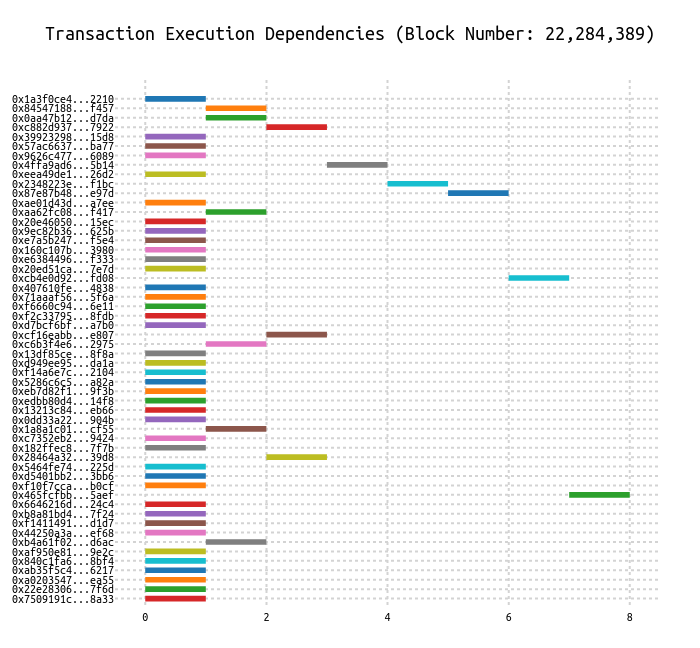 Transaction Execution Dependencies (Block Number: 22,284,389)
0x1a3f0ce4...2210
0x84547188...f457
0x0aa47b12...d7da
0xc882d937...7922
0x39923298...15d8
0x57ac6637...ba77
0x9626c477...6089
0x4ffa9ad6...5b14
0xeea49de1...26d2
0x2348223e...f1bc
0x87e87b48...e97d
0xae01d43d...a7ee
0xaa62fc08...f417
0x20e46050...15ec
0x9ec82b36...625b
0xe7a5b247...f5e4
0x160c107b...3980
0xe6384496...f333
0x20ed51ca...7e7d
0xcb4e0d92...fd08
0x407610fe...4838
0x71aaaf56...5f6a
0xf6660c94...6e11
0xf2c33795...8fdb
0xd7bcf6bf...a7b0
0xcf16eabb...e807
0xc6b3f4e6...2975
0x13df85ce...8f8a
0xd949ee95...da1a
0xf14a6e7c...2104
0x5286c6c5...a82a
0xeb7d82f1...9f3b
0xedbb80d4...14f8
0x13213c84...eb66
0x0dd33a22...904b
0x1a8a1c01...cf55
0xc7352eb2...9424
0x182ffec8...7f7b
0x28464a32...39d8
0x5464fe74...225d
0xd5401bb2...3bb6
0xf10f7cca...b0cf
0x465fcfbb...5aef
0x6646216d...24c4
0xb8a81bd4...7f24
0xf1411491...d1d7
0x44250a3a...ef68
0xb4a61f02...d6ac
0xaf950e81...9e2c
0x840c1fa6...8bf4
0xab35f5c4...6217
0xa0203547...ea55
0x22e28306...7f6d
0x7509191c...8a33
0 2 4 6 8